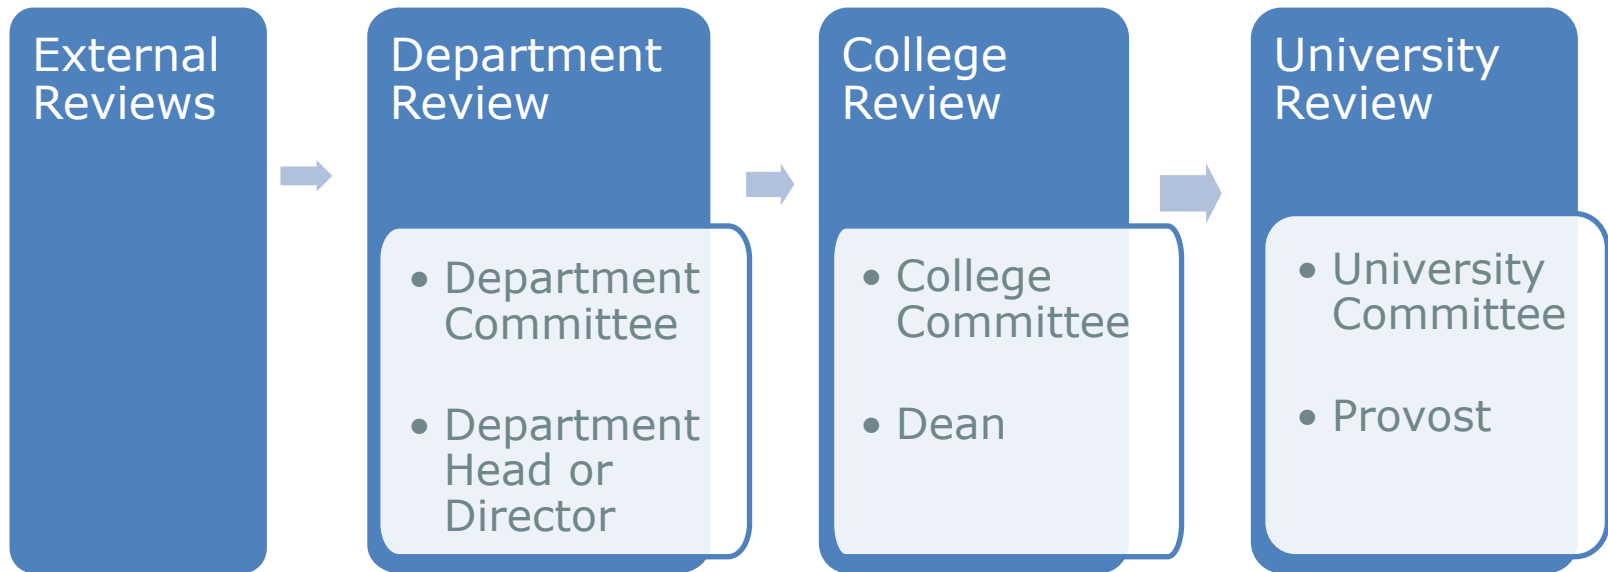 External
Reviews
Department
Review
• Department
Committee
• Department
Head or
Director
College
Review
• College
Committee
• Dean
University
Review
• University
Committee
• Provost